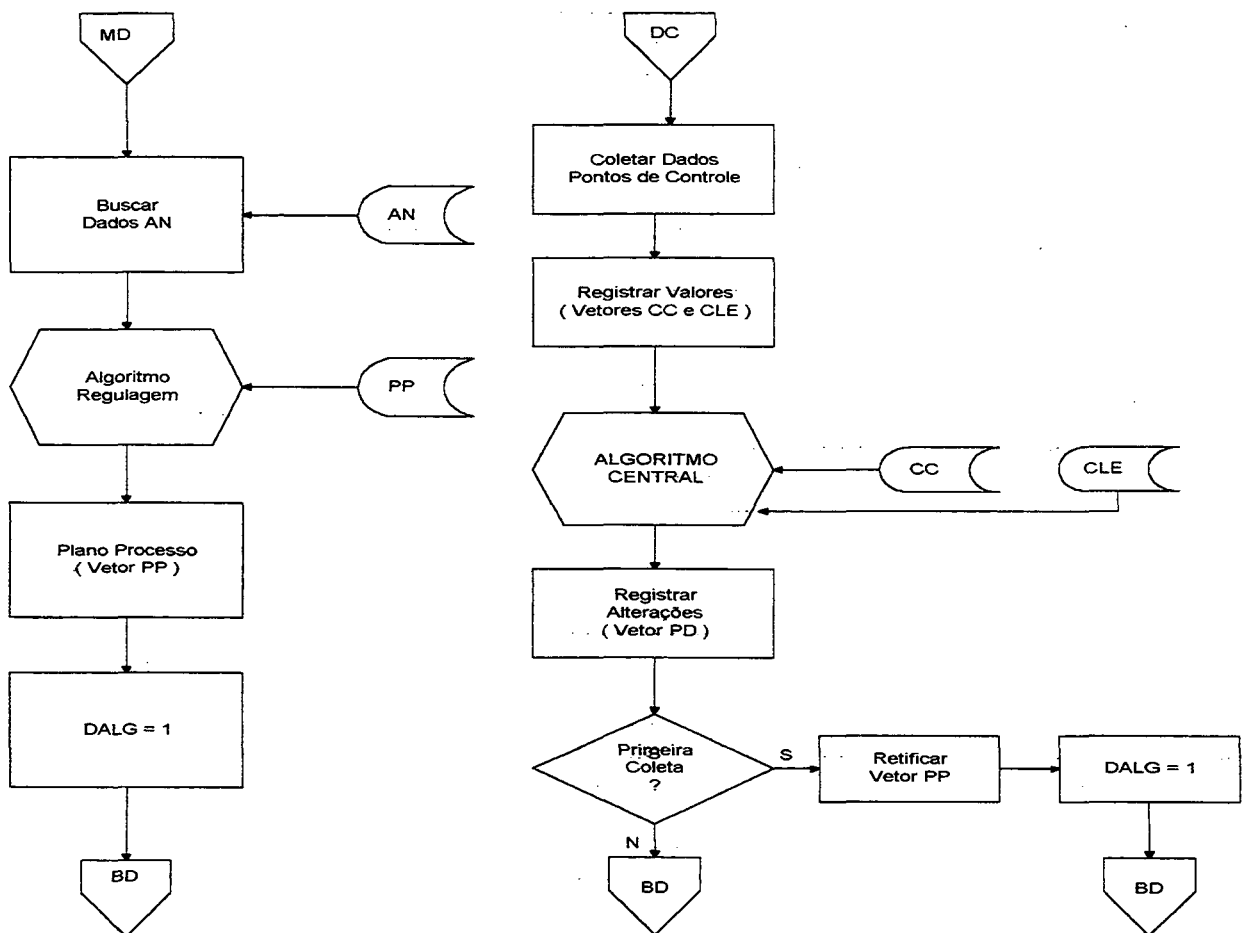 MD
Buscar
Dados AN
AN
Algoritmo
Regulagem
PP
Plano Processo
( Vetor PP )
DALG = 1
BD
DC
Coletar Dados
Pontos de Controle
Registrar Valores
( Vetores CC e CLE )
ALGORITMO
CENTRAL
CC
CLE
Registrar
Alterações
( Vetor PD )
Primeira
Coleta
?
S
N
Retificar
Vetor PP
DALG = 1
BD
BD